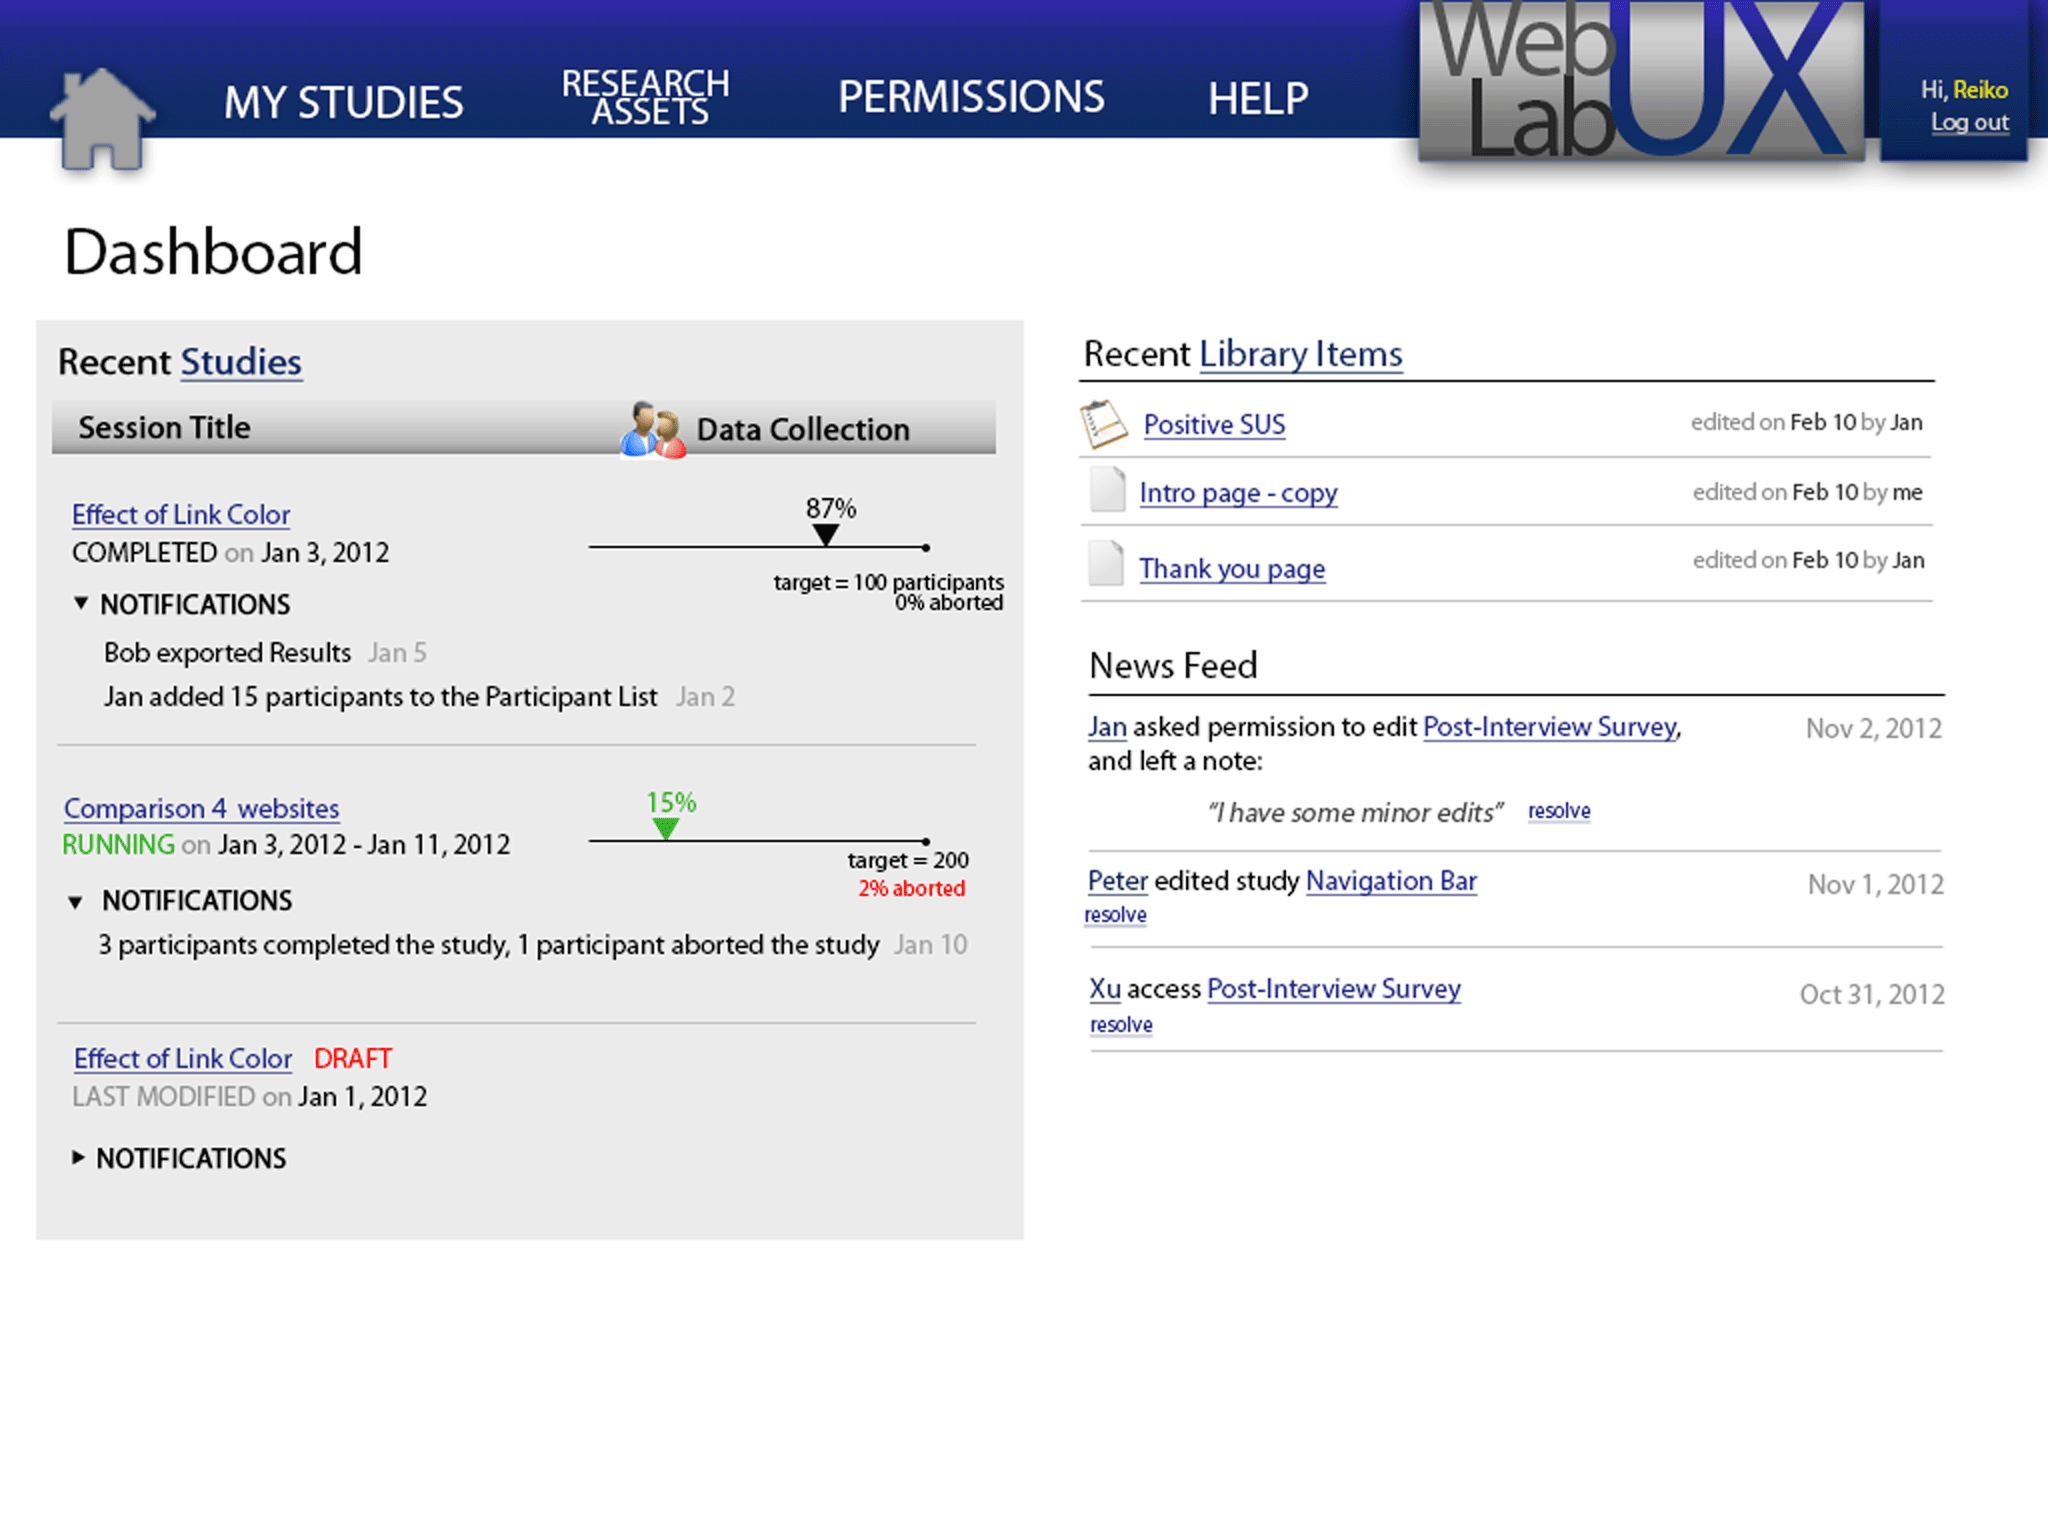 MY STUDIES
RESEARCH
ASSETS
PERMISSIONS
HELP
Web
Lab
UX
Hi, Reiko
Log out
Dashboard
Recent Studies
Session Title
Data Collection
Effect of Link Color
COMPLETED on Jan 3, 2012
87%
target = 100 participants
0% aborted
NOTIFICATIONS
Bob exported Results Jan 5
Jan added 15 participants to the Participant List Jan 2
Comparison 4 websites
RUNNING on Jan 3, 2012 - Jan 11, 2012
15%
target = 200
2% aborted
NOTIFICATIONS
3 participants completed the study, 1 participant aborted the study Jan 10
Effect of Link Color DRAFT
LAST MODIFIED on Jan 1, 2012
NOTIFICATIONS
Recent Library Items
Positive SUS edited on Feb 10 by Jan
Intro page - copy edited on Feb 10 by me
Thank you page edited on Feb 10 by Jan
News Feed
Jan asked permission to edit Post-Interview Survey, Nov 2, 2012
and left a note:
“I have some minor edits” resolve
Peter edited study Navigation Bar Nov 1, 2012
resolve
Xu access Post-Interview Survey Oct 31, 2012
resolve